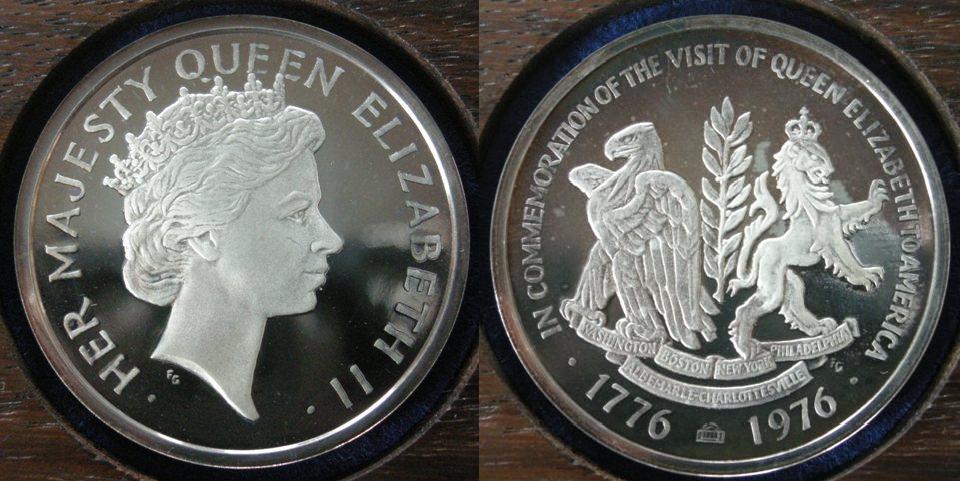 · HER MAJESTY QUEEN ELIZABETH II ·
FG
IN COMMEMORATION OF THE VISIT OF QUEEN ELIZABETH TO AMERICA
WASHINGTON BOSTON NEW YORK PHILADELPHIA
ALBEMARLE-CHARLOTTESVILLE
FG
· 1776 1976 ·